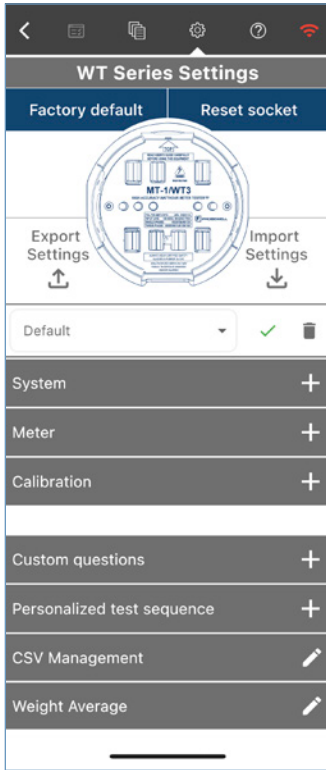 WT Series Settings
Factory default
Reset socket
TOP
MT-1/WT3
Export
Settings
Import
Settings
Default
System
Meter
Calibration
Custom questions
Personalized test sequence
CSV Management
Weight Average